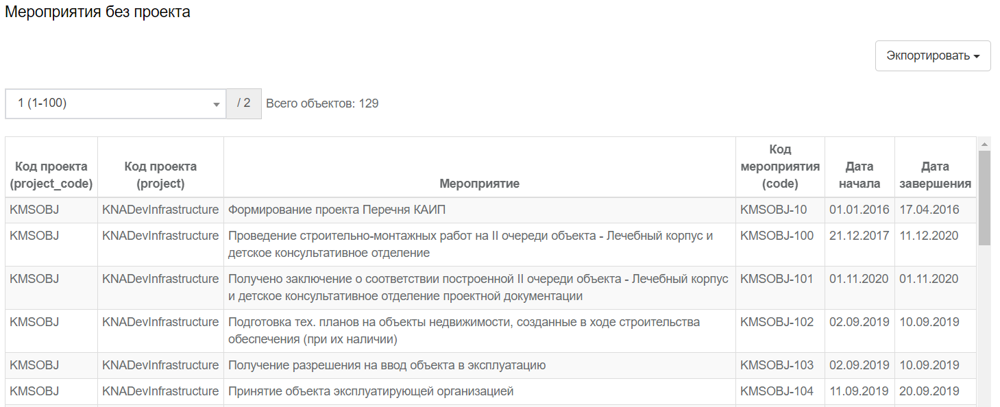 Мероприятия без проекта
Экпортировать
1 (1-100)
/ 2
Всего объектов: 129
Код проекта
(project_code)
Код проекта
(project)
Мероприятие
Код
мероприятия
(code)
Дата
начала
Дата
завершения
KMSOBJ KNADevInfrastructure Формирование проекта Перечня КАИП KMSOBJ-10 01.01.2016 17.04.2016
KMSOBJ KNADevInfrastructure Проведение строительно-монтажных работ на II очереди объекта - Лечебный корпус и KMSOBJ-100 21.12.2017 11.12.2020
детское консультативное отделение
KMSOBJ KNADevInfrastructure Получено заключение о соответствии построенной II очереди объекта - Лечебный корпус KMSOBJ-101 01.11.2020 01.11.2020
и детское консультативное отделение проектной документации
KMSOBJ KNADevInfrastructure Подготовка тех. планов на объекты недвижимости, созданные в ходе строительства KMSOBJ-102 02.09.2019 10.09.2019
обеспечения (при их наличии)
KMSOBJ KNADevInfrastructure Получение разрешения на ввод объекта в эксплуатацию KMSOBJ-103 02.09.2019 10.09.2019
KMSOBJ KNADevInfrastructure Принятие объекта эксплуатирующей организацией KMSOBJ-104 11.09.2019 20.09.2019